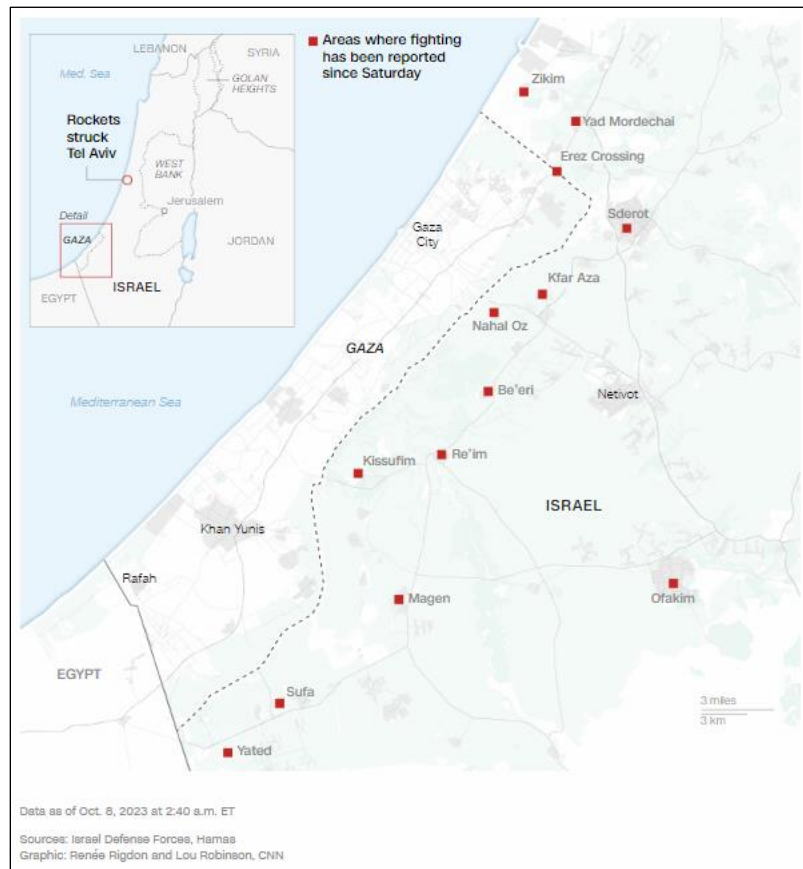 LEBANON
SYRIA
Med. Sea
GOLAN
HEIGHTS
Rockets
struck
Tel Aviv
WEST
BANK
Jerusalem
Detail
GAZA
JORDAN
EGYPT
ISRAEL
Areas where fighting
has been reported
since Saturday
Zikim
Yad Mordechai
Erez Crossing
Sderot
Gaza
City
Kfar Aza
Nahal Oz
GAZA
Be'eri
Netivot
Mediterranean Sea
Kissufim
Re'im
ISRAEL
Khan Yunis
Rafah
Magen
Ofakim
EGYPT
Sufa
3 miles
3 km
Yated
Data as of Oct. 8, 2023 at 2:40 a.m. ET
Sources: Israel Defense Forces, Hamas
Graphic: Renée Rigdon and Lou Robinson, CNN